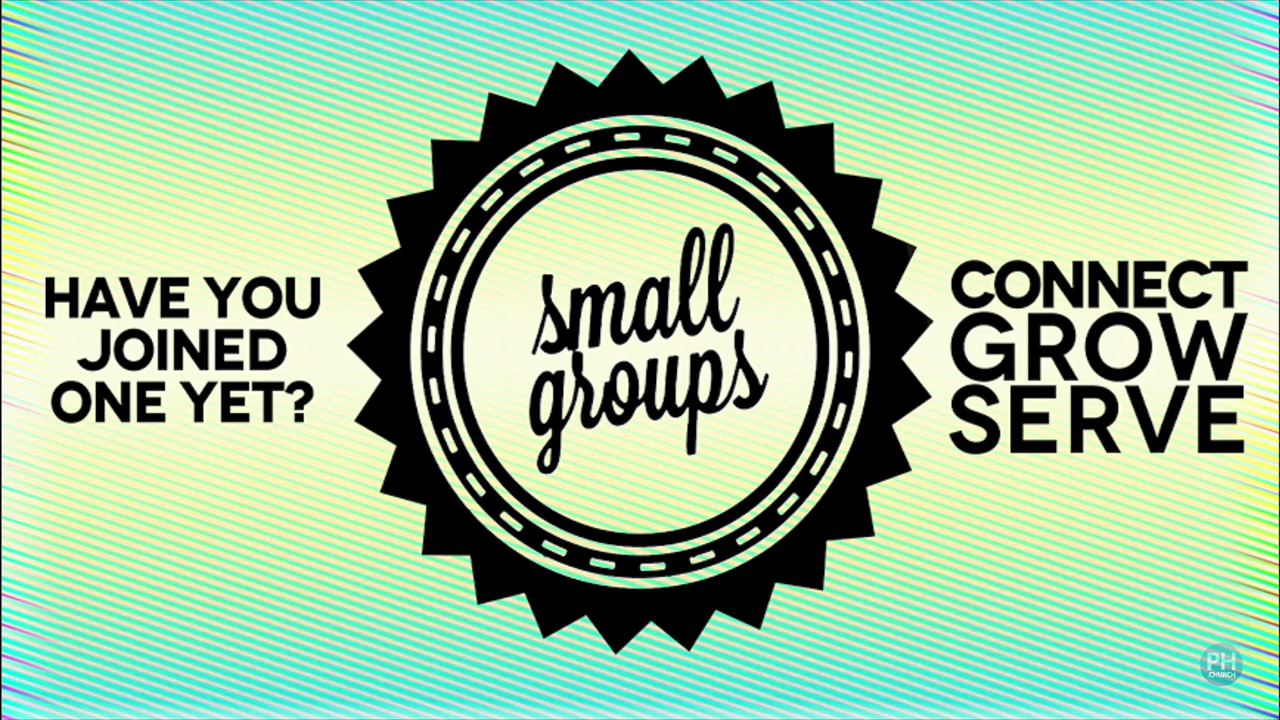 HAVE YOU
JOINED
ONE YET?
small
groups
CONNECT
GROW
SERVE
PH
.CHURCH